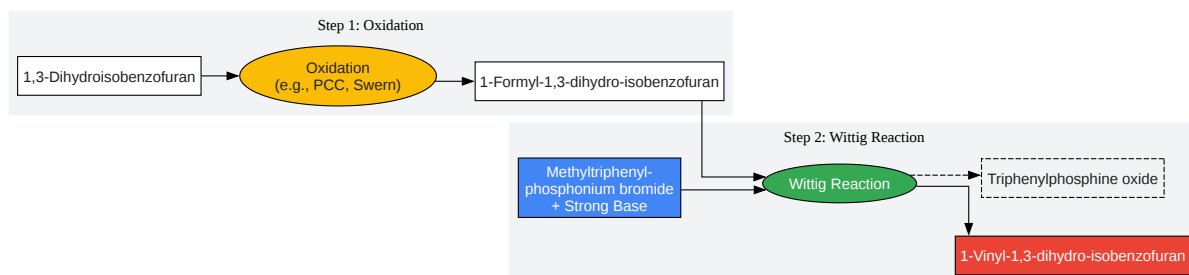 Step 1: Oxidation
1,3-Dihydroisobenzofuran
Oxidation
(e.g., PCC, Swern)
1-Formyl-1,3-dihydro-isobenzofuran
Step 2: Wittig Reaction
Methyltriphenyl-
phosphonium bromide
+ Strong Base
Wittig Reaction
Triphenylphosphine oxide
1-Vinyl-1,3-dihydro-isobenzofuran